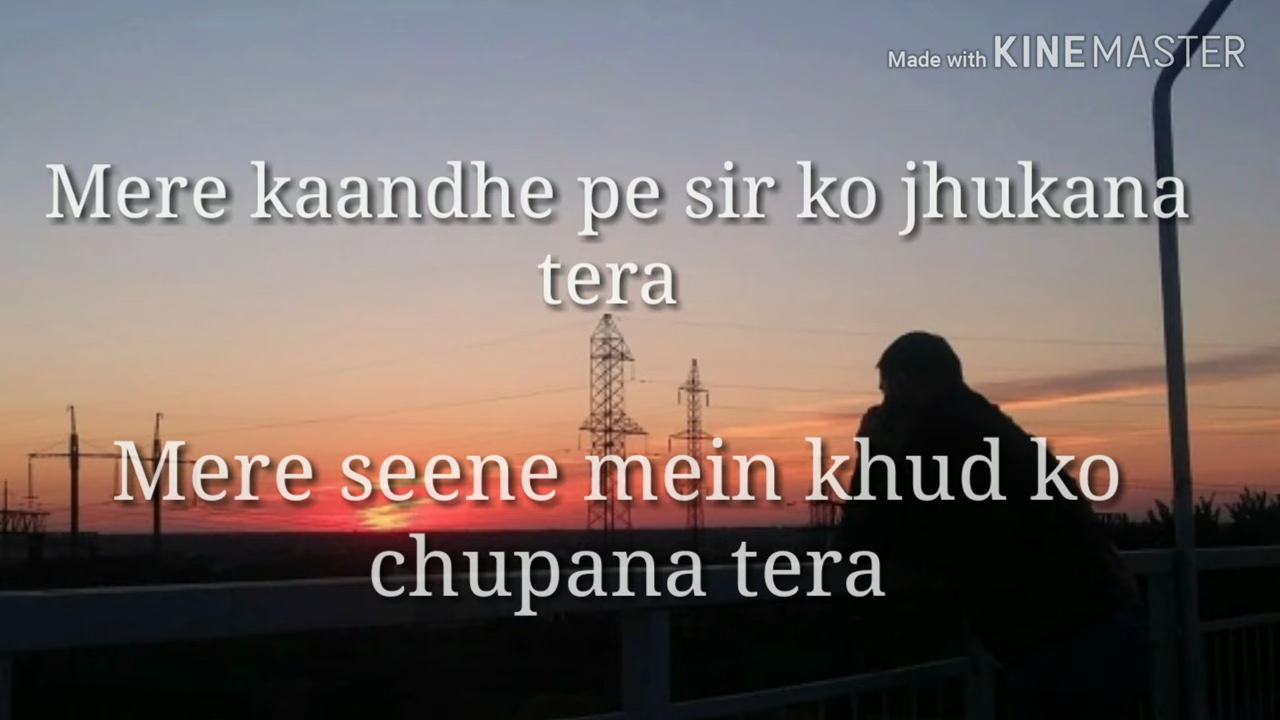 Made with KINEMASTER
Mere kaandhe pe sir ko jhukana
tera
Mere seene mein khud ko
chupana tera